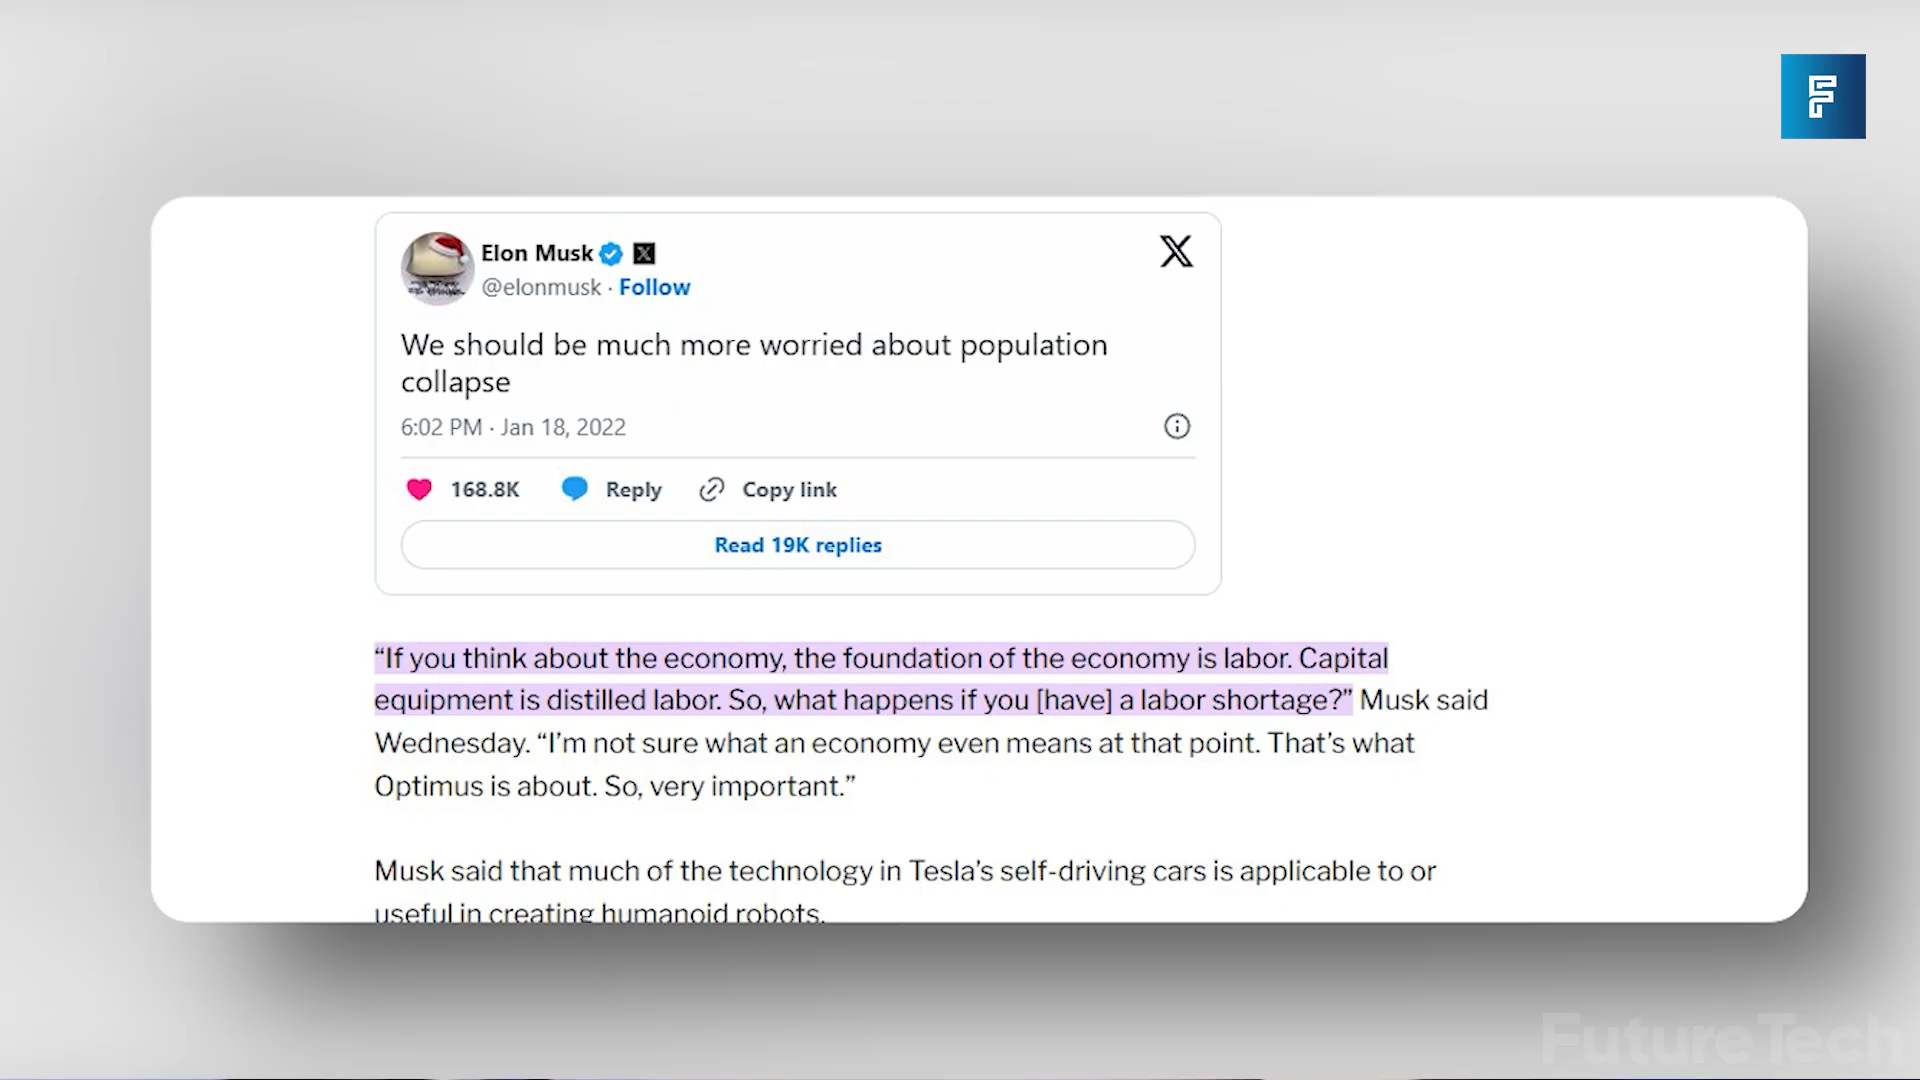 Elon Musk
@elonmusk · Follow
We should be much more worried about population
collapse
6:02 PM · Jan 18, 2022
168.8K Reply Copy link
Read 19K replies
“If you think about the economy, the foundation of the economy is labor. Capital
equipment is distilled labor. So, what happens if you [have] a labor shortage?” Musk said
Wednesday. “I’m not sure what an economy even means at that point. That’s what
Optimus is about. So, very important.”
Musk said that much of the technology in Tesla’s self-driving cars is applicable to or
useful in creating humanoid robots.
FutureTech